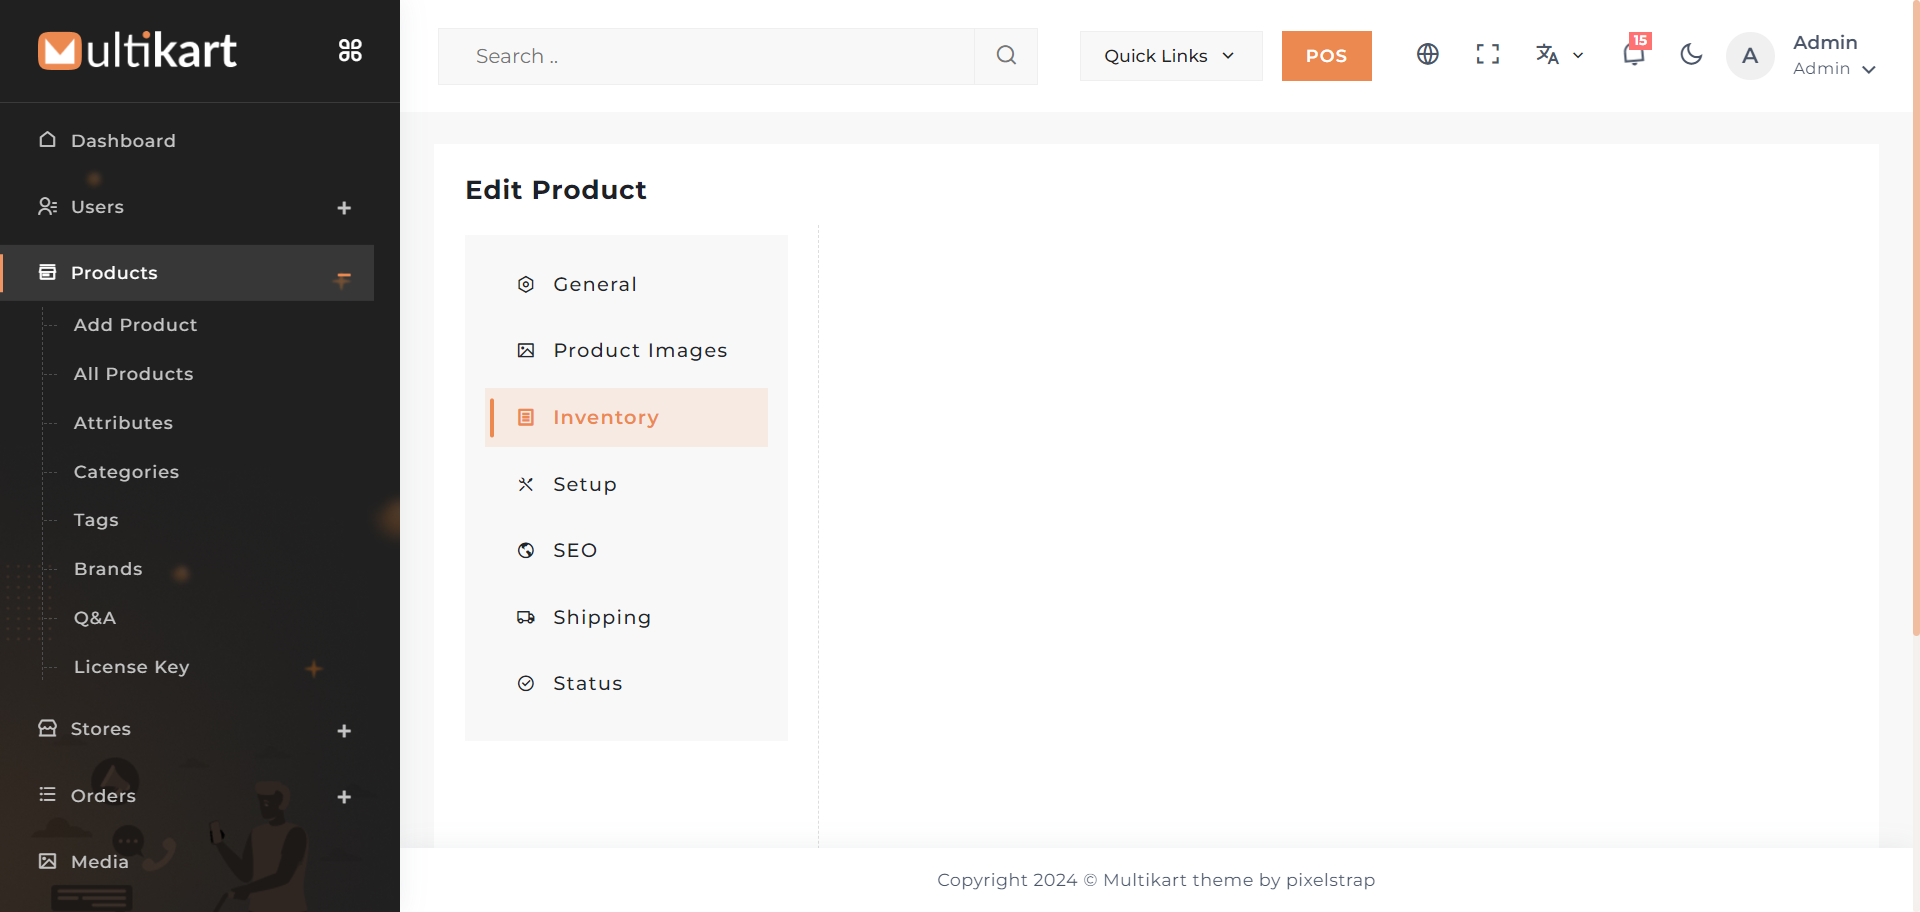 Multikart
Search ..
Quick Links
POS
15
A
Admin
Admin
Dashboard
Users
Products
Add Product
All Products
Attributes
Categories
Tags
Brands
Q&A
License Key
Stores
Orders
Media
Edit Product
General
Product Images
Inventory
Setup
SEO
Shipping
Status
Copyright 2024 © Multikart theme by pixelstrap